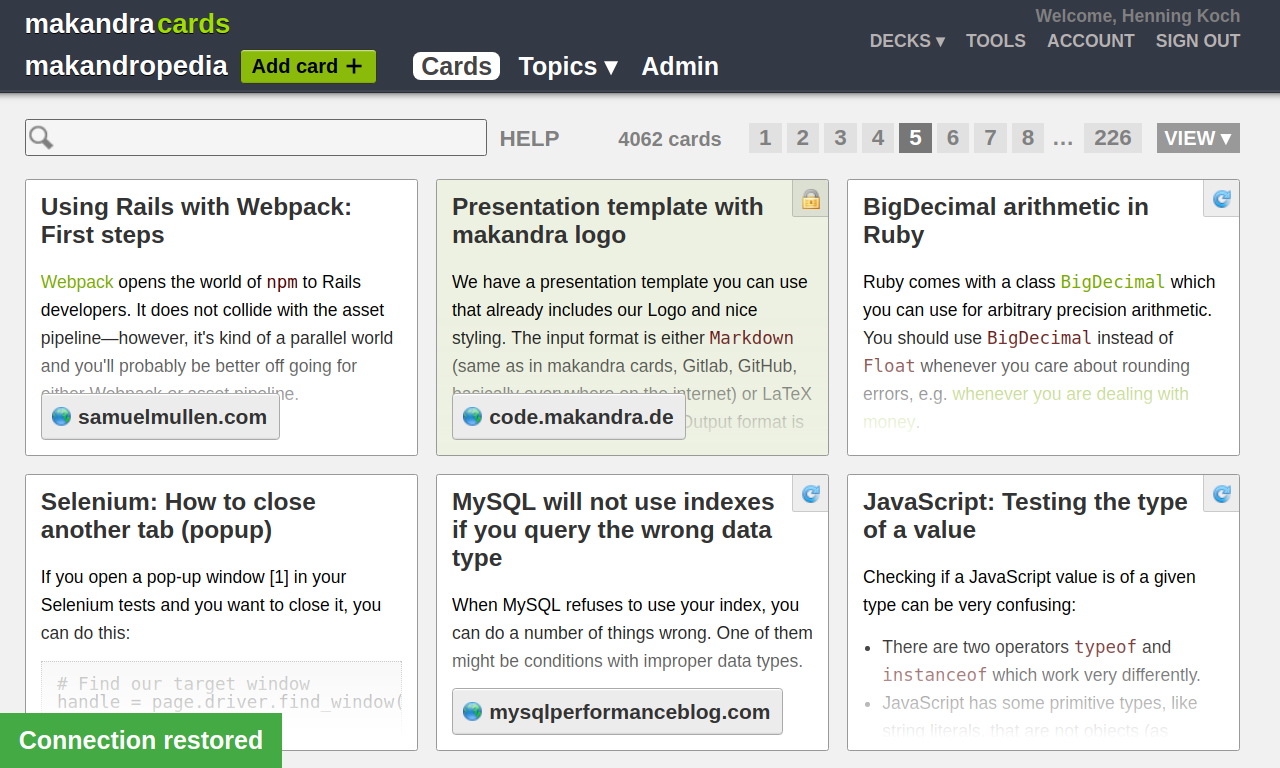 makandra cards
Welcome, Henning Koch
DECKS ▾ TOOLS ACCOUNT SIGN OUT
makandropedia Add card + Cards Topics ▾ Admin
HELP 4062 cards 1 2 3 4 5 6 7 8 … 226 VIEW ▾
Using Rails with Webpack:
First steps
Webpack opens the world of npm to Rails
developers. It does not collide with the asset
pipeline—however, it's kind of a parallel world
and you'll probably be better off going for
either Webpack or asset pipeline.
samuelmullen.com
Presentation template with
makandra logo
We have a presentation template you can use
that already includes our Logo and nice
styling. The input format is either Markdown
(same as in makandra cards, Gitlab, GitHub,
basically everywhere on the internet) or LaTeX
Output format is
code.makandra.de
BigDecimal arithmetic in
Ruby
Ruby comes with a class BigDecimal which
you can use for arbitrary precision arithmetic.
You should use BigDecimal instead of
Float whenever you care about rounding
errors, e.g. whenever you are dealing with
money.
Selenium: How to close
another tab (popup)
If you open a pop-up window [1] in your
Selenium tests and you want to close it, you
can do this:
# Find our target window
handle = page.driver.find_window(
MySQL will not use indexes
if you query the wrong data
type
When MySQL refuses to use your index, you
can do a number of things wrong. One of them
might be conditions with improper data types.
mysqlperformanceblog.com
JavaScript: Testing the type
of a value
Checking if a JavaScript value is of a given
type can be very confusing:
• There are two operators typeof and
instanceof which work very differently.
• JavaScript has some primitive types, like
string literals, that are not objects (as
Connection restored